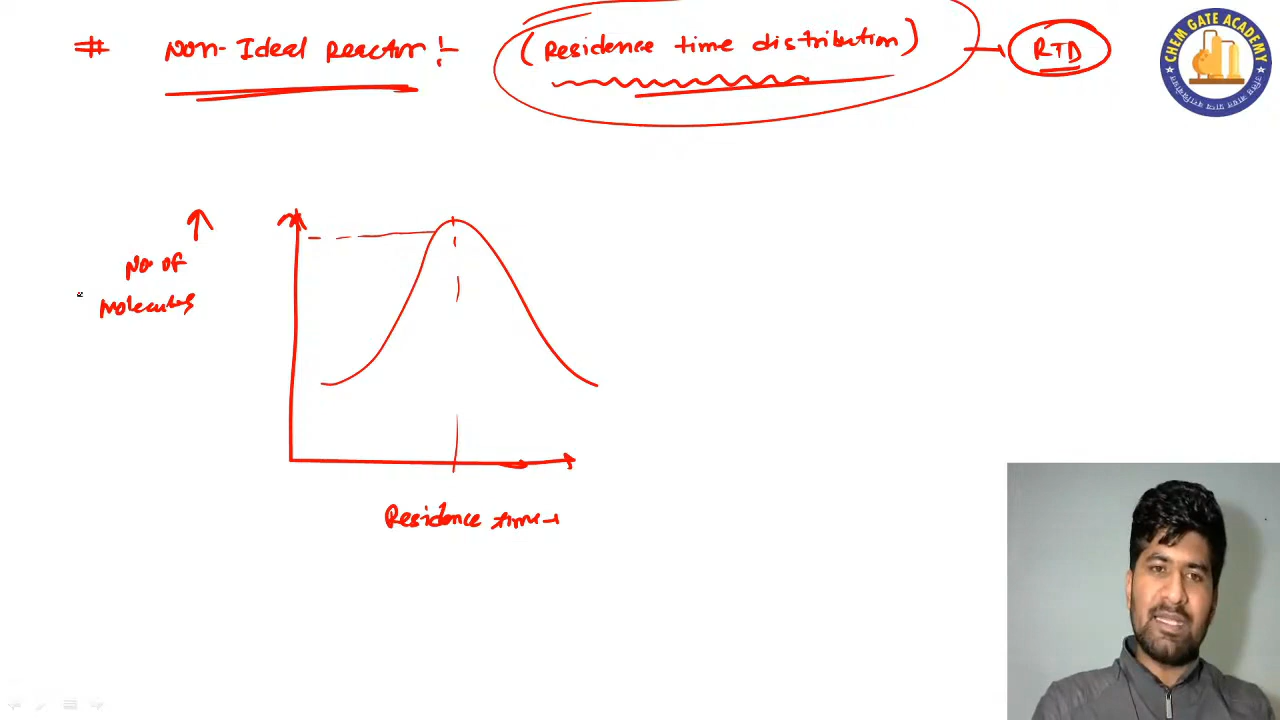 # Non-Ideal Reactor :- (Residence time distribution) → RTD
CHEM GATE ACADEMY
No of
Molecules
Residence time →